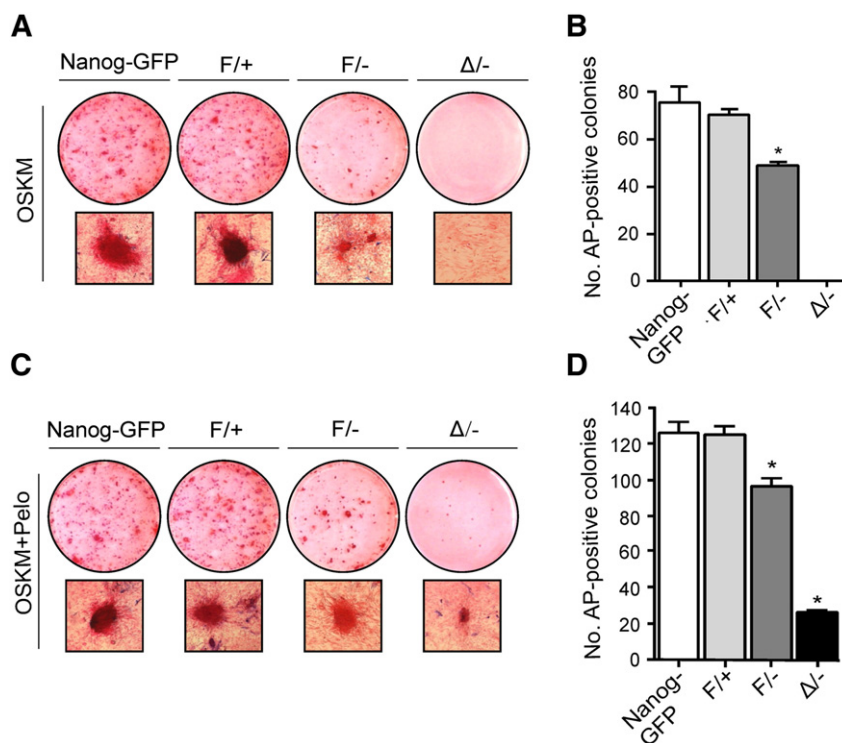 A
Nanog-GFP F/+ F/- Δ/-
OSKM
B
No. AP-positive colonies
80
60
40
20
0
Nanog-
GFP
·F/+
F/-
*
Δ/-
C
Nanog-GFP F/+ F/- Δ/-
OSKM+Pelo
D
No. AP-positive colonies
140
120
100
80
60
40
20
0
Nanog-
GFP
F/+
F/-
*
Δ/-
*